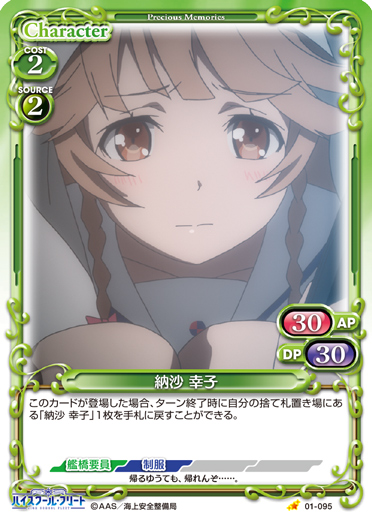 Precious Memories
Character
COST
2
SOURCE
2
30 AP
DP 30
納沙 幸子
このカードが登場した場合、ターン終了時に自分の捨て札置き場にある「納沙 幸子」1枚を手札に戻すことができる。
艦橋要員 制服
帰るゆうても、帰れんぞ……。
ハイスクール・フリート
HIGH SCHOOL FLEET
©AAS／海上安全整備局
01-095